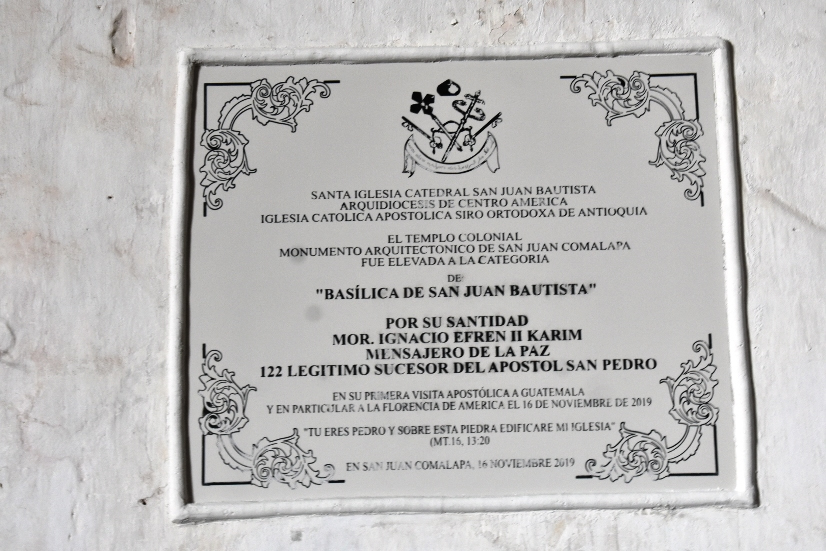 SANTA IGLESIA CATEDRAL SAN JUAN BAUTISTA
ARQUIDIOCESIS DE CENTRO AMERICA
IGLESIA CATOLICA APOSTOLICA SIRO ORTODOXA DE ANTIOQUIA
EL TEMPLO COLONIAL
MONUMENTO ARQUITECTONICO DE SAN JUAN COMALAPA
FUE ELEVADA A LA CATEGORIA
DE
"BASÍLICA DE SAN JUAN BAUTISTA"
POR SU SANTIDAD
MOR. IGNACIO EFREN II KARIM
MENSAJERO DE LA PAZ
122 LEGITIMO SUCESOR DEL APOSTOL SAN PEDRO
EN SU PRIMERA VISITA APOSTÓLICA A GUATEMALA
Y EN PARTICULAR A LA FLORENCIA DE AMERICA EL 16 DE NOVIEMBRE DE 2019
"TU ERES PEDRO Y SOBRE ESTA PIEDRA EDIFICARE MI IGLESIA"
(MT.16, 13:20
EN SAN JUAN COMALAPA, 16 NOVIEMBRE 2019